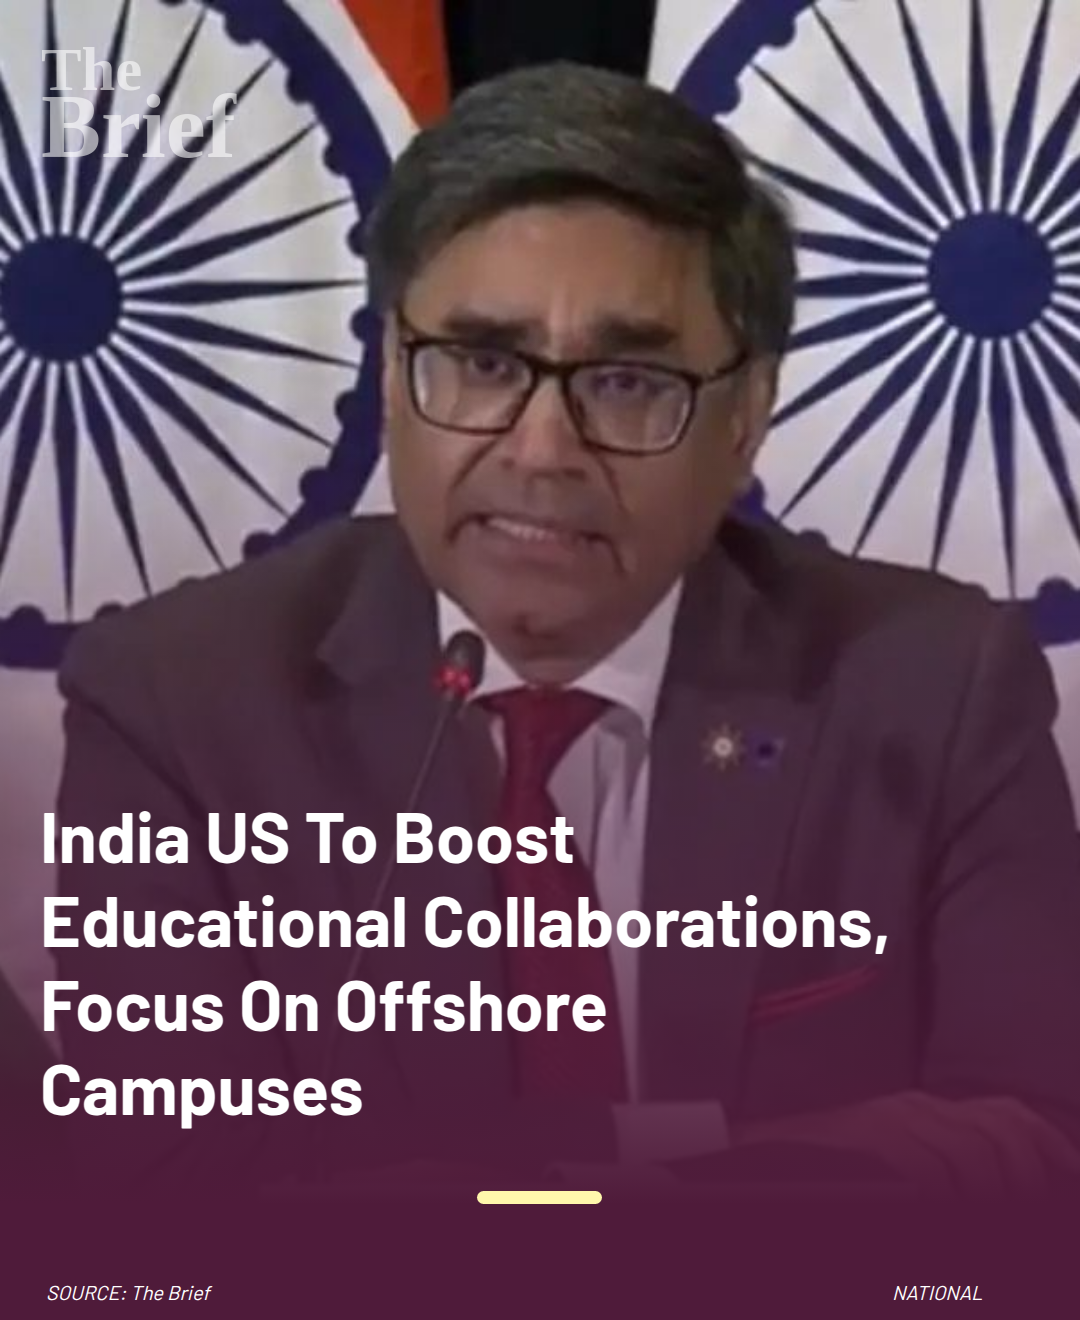 The
Brief
India US To Boost
Educational Collaborations,
Focus On Offshore
Campuses
SOURCE: The Brief
NATIONAL